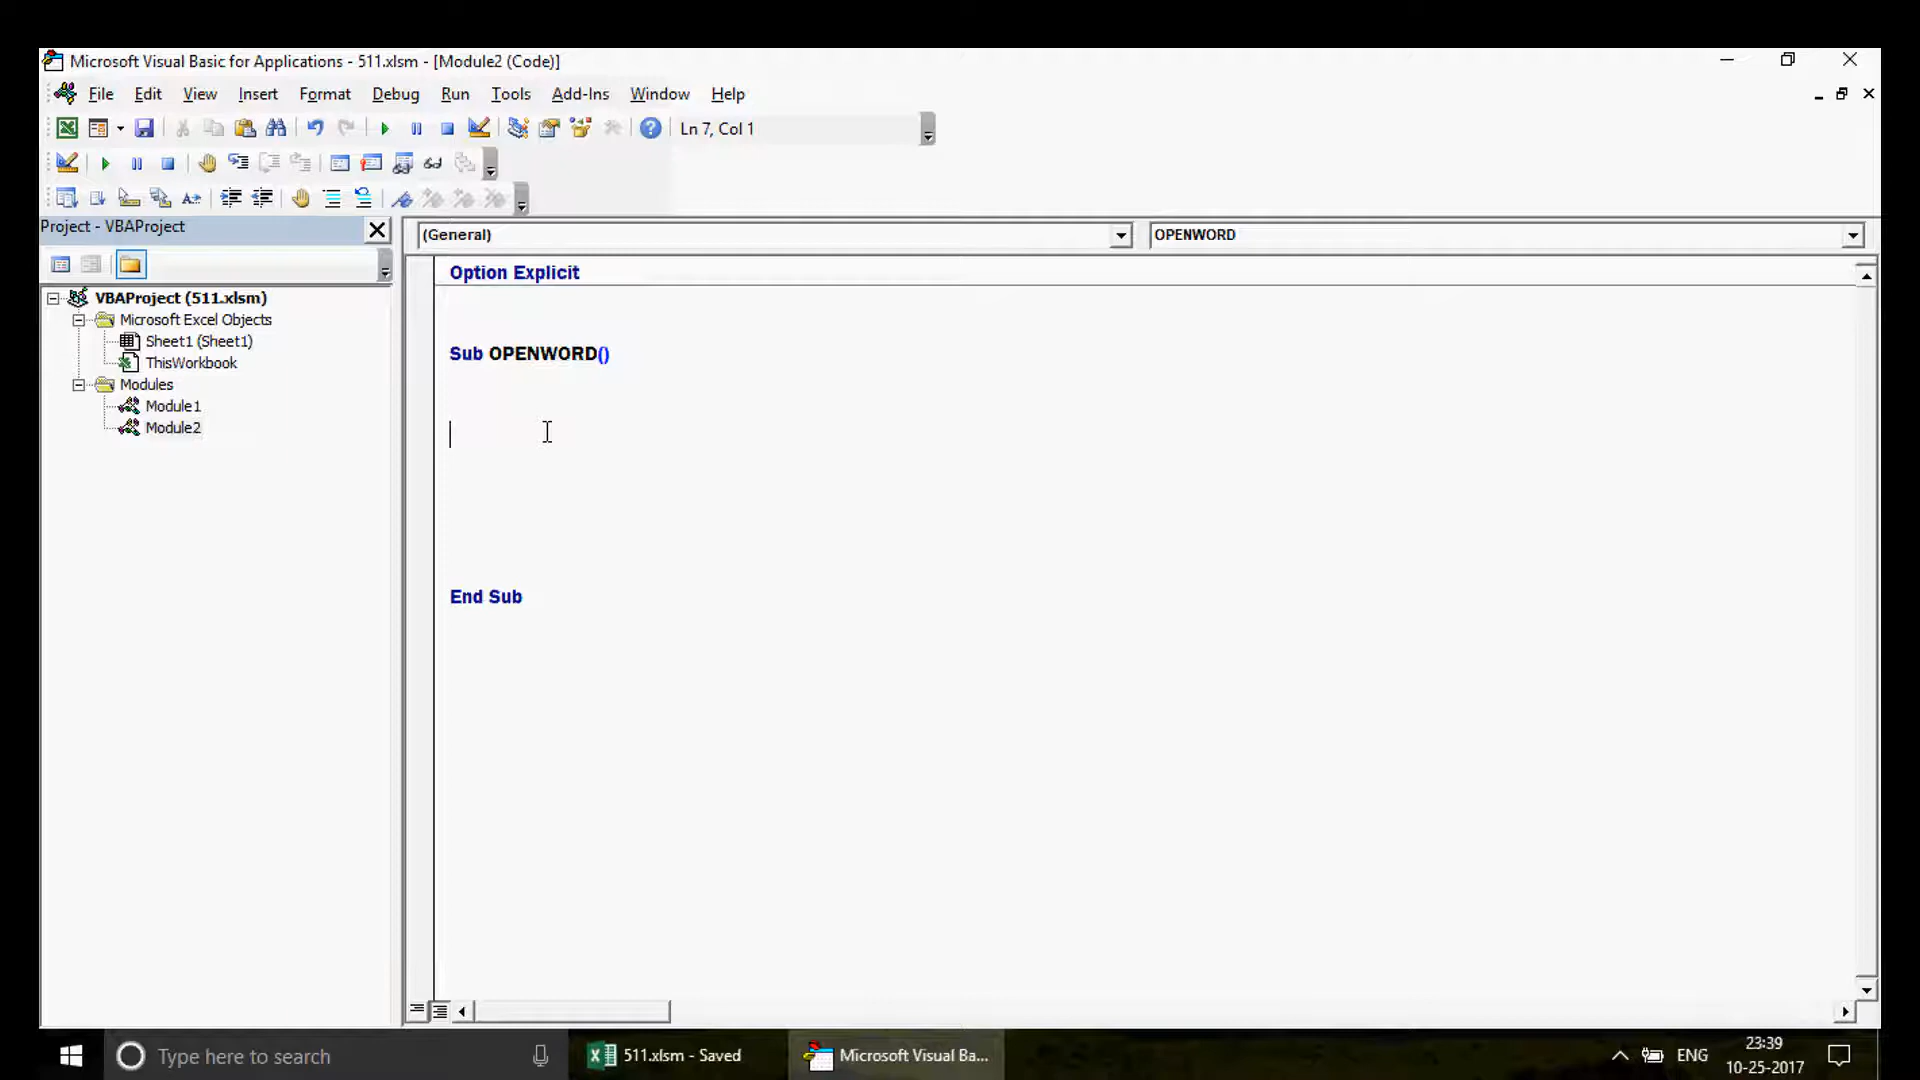 Microsoft Visual Basic for Applications - 511.xlsm - [Module2 (Code)]
File Edit View Insert Format Debug Run Tools Add-Ins Window Help
Ln 7, Col 1
Project - VBAProject
(General)
OPENWORD
VBAProject (511.xlsm)
Microsoft Excel Objects
Sheet1 (Sheet1)
ThisWorkbook
Modules
Module1
Module2
Option Explicit
Sub OPENWORD()
End Sub
Type here to search
511.xlsm - Saved
Microsoft Visual Ba...
ENG
23:39
10-25-2017